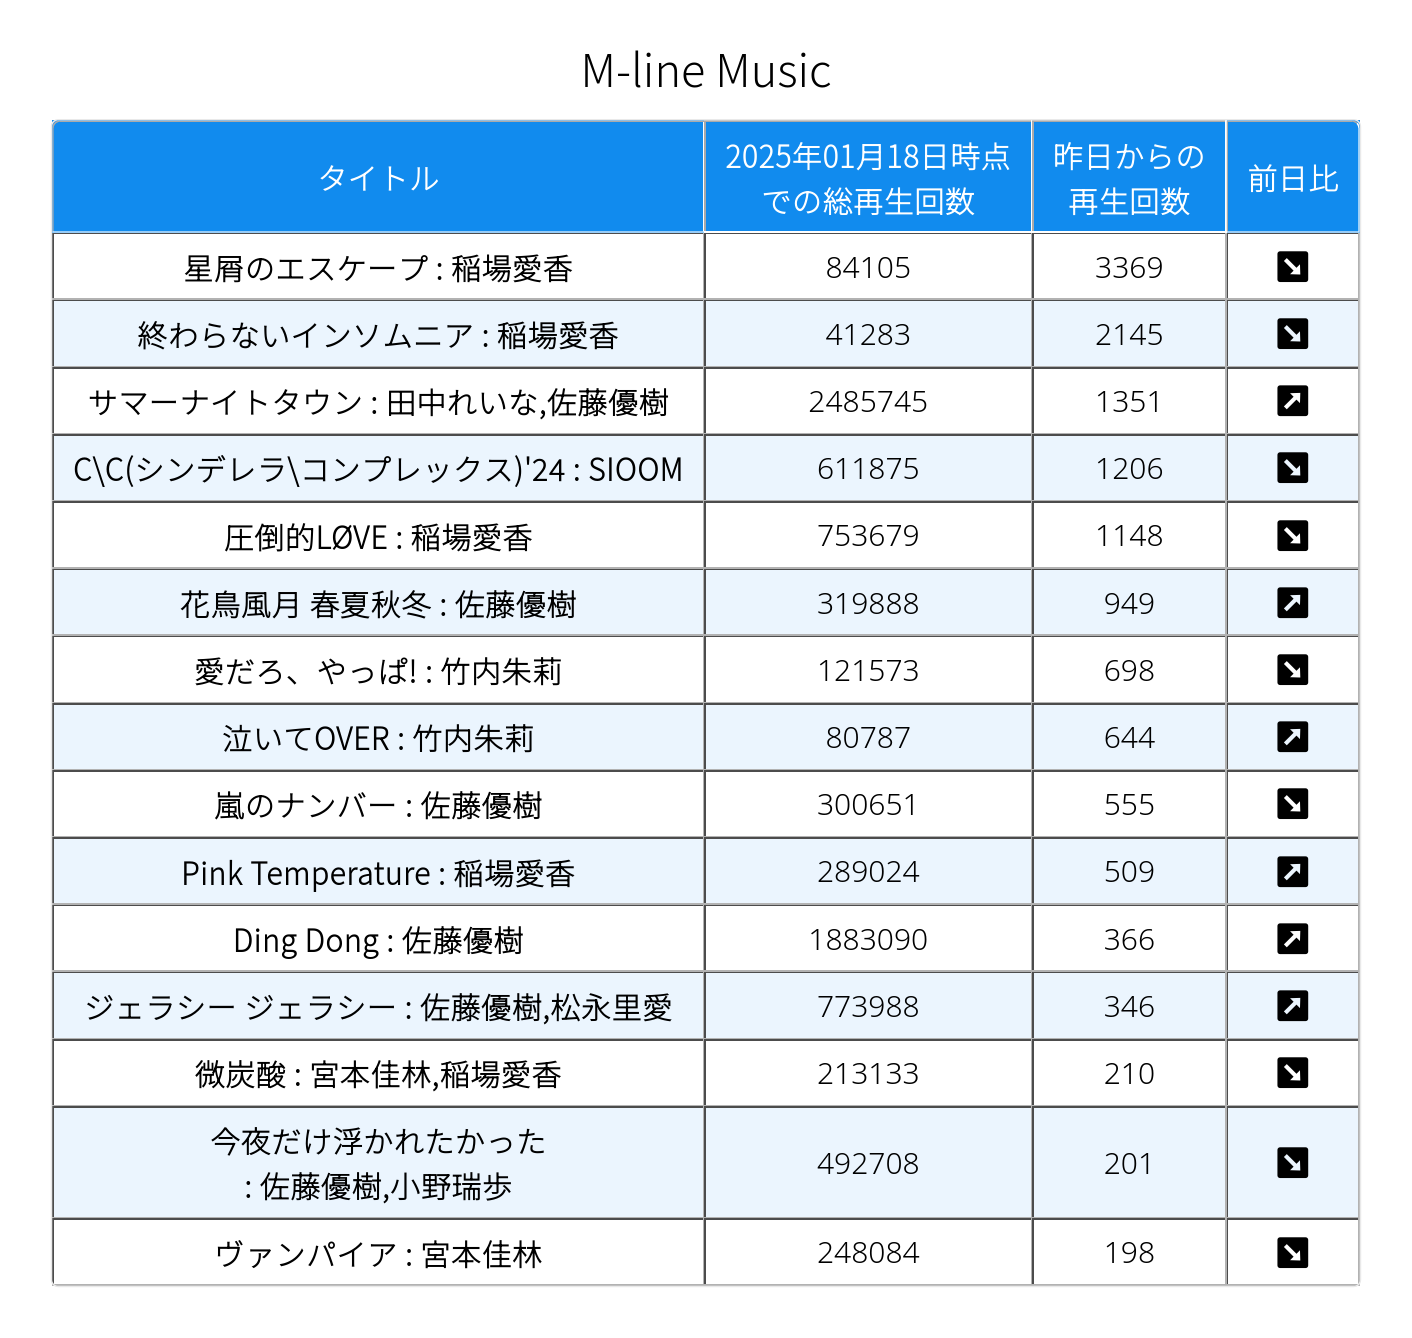 M-line Music
タイトル
2025年01月18日時点
での総再生回数
昨日からの
再生回数
前日比
星屑のエスケープ : 稲場愛香 84105 3369 ↘
終わらないインソムニア : 稲場愛香 41283 2145 ↘
サマーナイトタウン : 田中れいな,佐藤優樹 2485745 1351 ↗
C\C(シンデレラ\コンプレックス)'24 : SIOOM 611875 1206 ↘
圧倒的LØVE : 稲場愛香 753679 1148 ↘
花鳥風月 春夏秋冬 : 佐藤優樹 319888 949 ↗
愛だろ、やっぱ! : 竹内朱莉 121573 698 ↘
泣いてOVER : 竹内朱莉 80787 644 ↗
嵐のナンバー : 佐藤優樹 300651 555 ↘
Pink Temperature : 稲場愛香 289024 509 ↗
Ding Dong : 佐藤優樹 1883090 366 ↗
ジェラシー ジェラシー : 佐藤優樹,松永里愛 773988 346 ↗
微炭酸 : 宮本佳林,稲場愛香 213133 210 ↘
今夜だけ浮かれたかった
: 佐藤優樹,小野瑞歩 492708 201 ↘
ヴァンパイア : 宮本佳林 248084 198 ↘